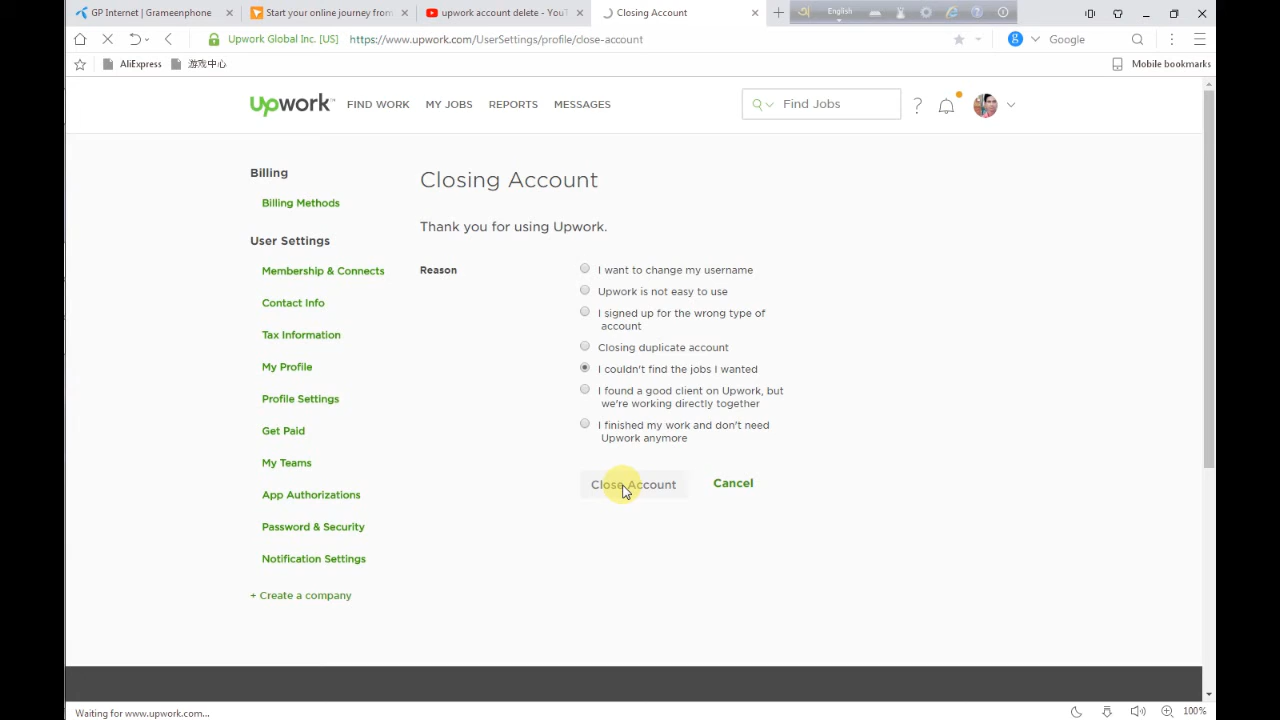 GP Internet | Grameenphone
Start your online journey from
upwork account delete - YouT
Closing Account
English
Upwork Global Inc. [US]
https://www.upwork.com/UserSettings/profile/close-account
Google
AliExpress
游戏中心
Mobile bookmarks
upwork
FIND WORK
MY JOBS
REPORTS
MESSAGES
Find Jobs
Billing
Billing Methods
User Settings
Membership & Connects
Contact Info
Tax Information
My Profile
Profile Settings
Get Paid
My Teams
App Authorizations
Password & Security
Notification Settings
+ Create a company
Closing Account
Thank you for using Upwork.
Reason
I want to change my username
Upwork is not easy to use
I signed up for the wrong type of
account
Closing duplicate account
I couldn't find the jobs I wanted
I found a good client on Upwork, but
we're working directly together
I finished my work and don't need
Upwork anymore
Close Account
Cancel
Waiting for www.upwork.com...
100%